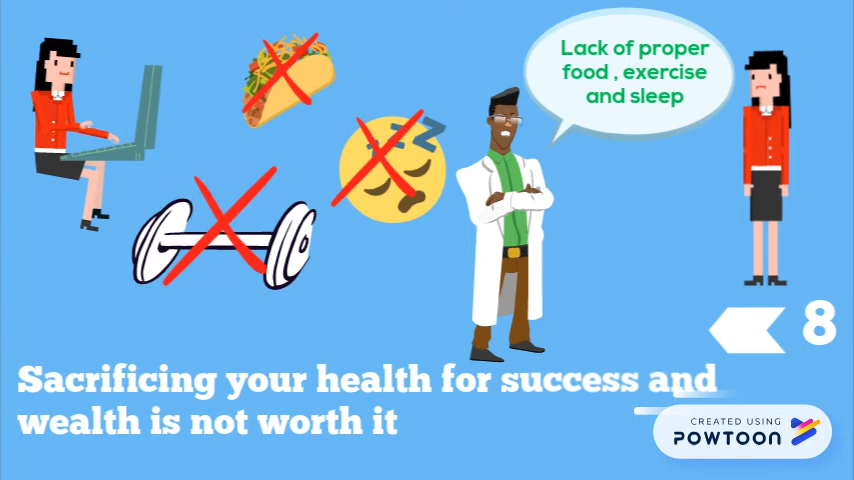 Lack of proper
food , exercise
and sleep
8
Sacrificing your health for success and
wealth is not worth it
CREATED USING
POWTOON